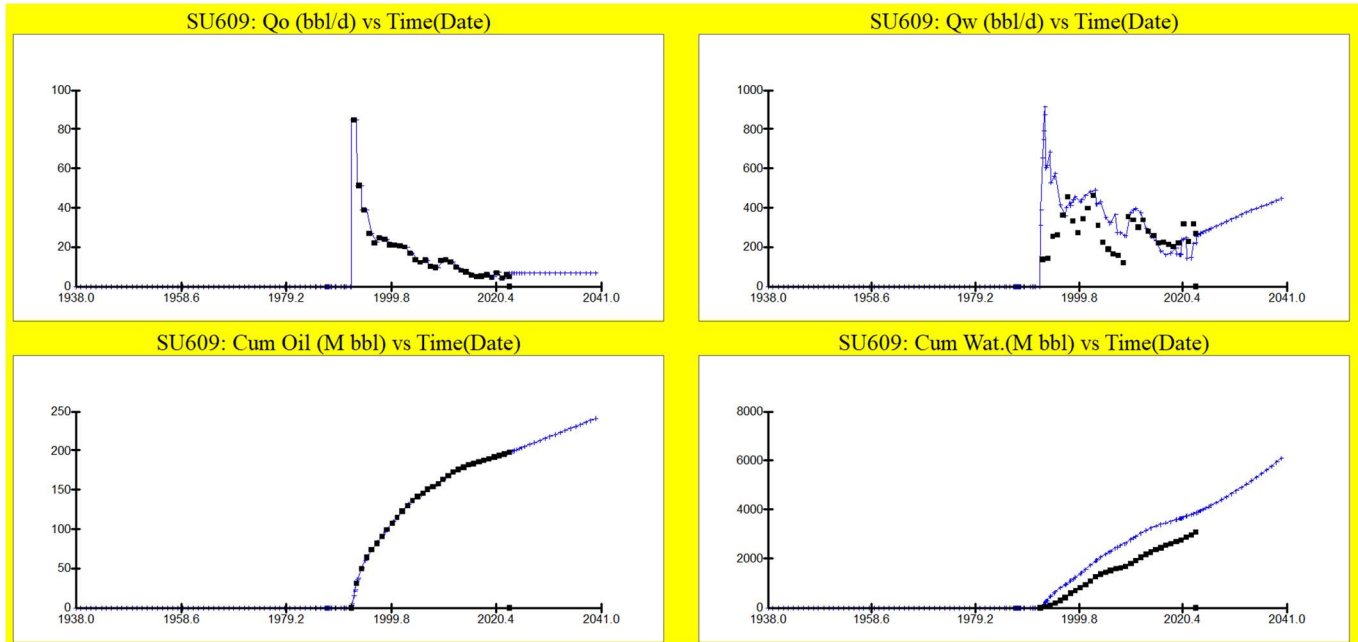 SU609: Qo (bbl/d) vs Time(Date)
SU609: Qw (bbl/d) vs Time(Date)
100
80
60
40
20
0
1938.0 1958.6 1979.2 1999.8 2020.4 2041.0
1000
800
600
400
200
0
1938.0 1958.6 1979.2 1999.8 2020.4 2041.0
SU609: Cum Oil (M bbl) vs Time(Date)
SU609: Cum Wat.(M bbl) vs Time(Date)
250
200
150
100
50
0
1938.0 1958.6 1979.2 1999.8 2020.4 2041.0
8000
6000
4000
2000
0
1938.0 1958.6 1979.2 1999.8 2020.4 2041.0